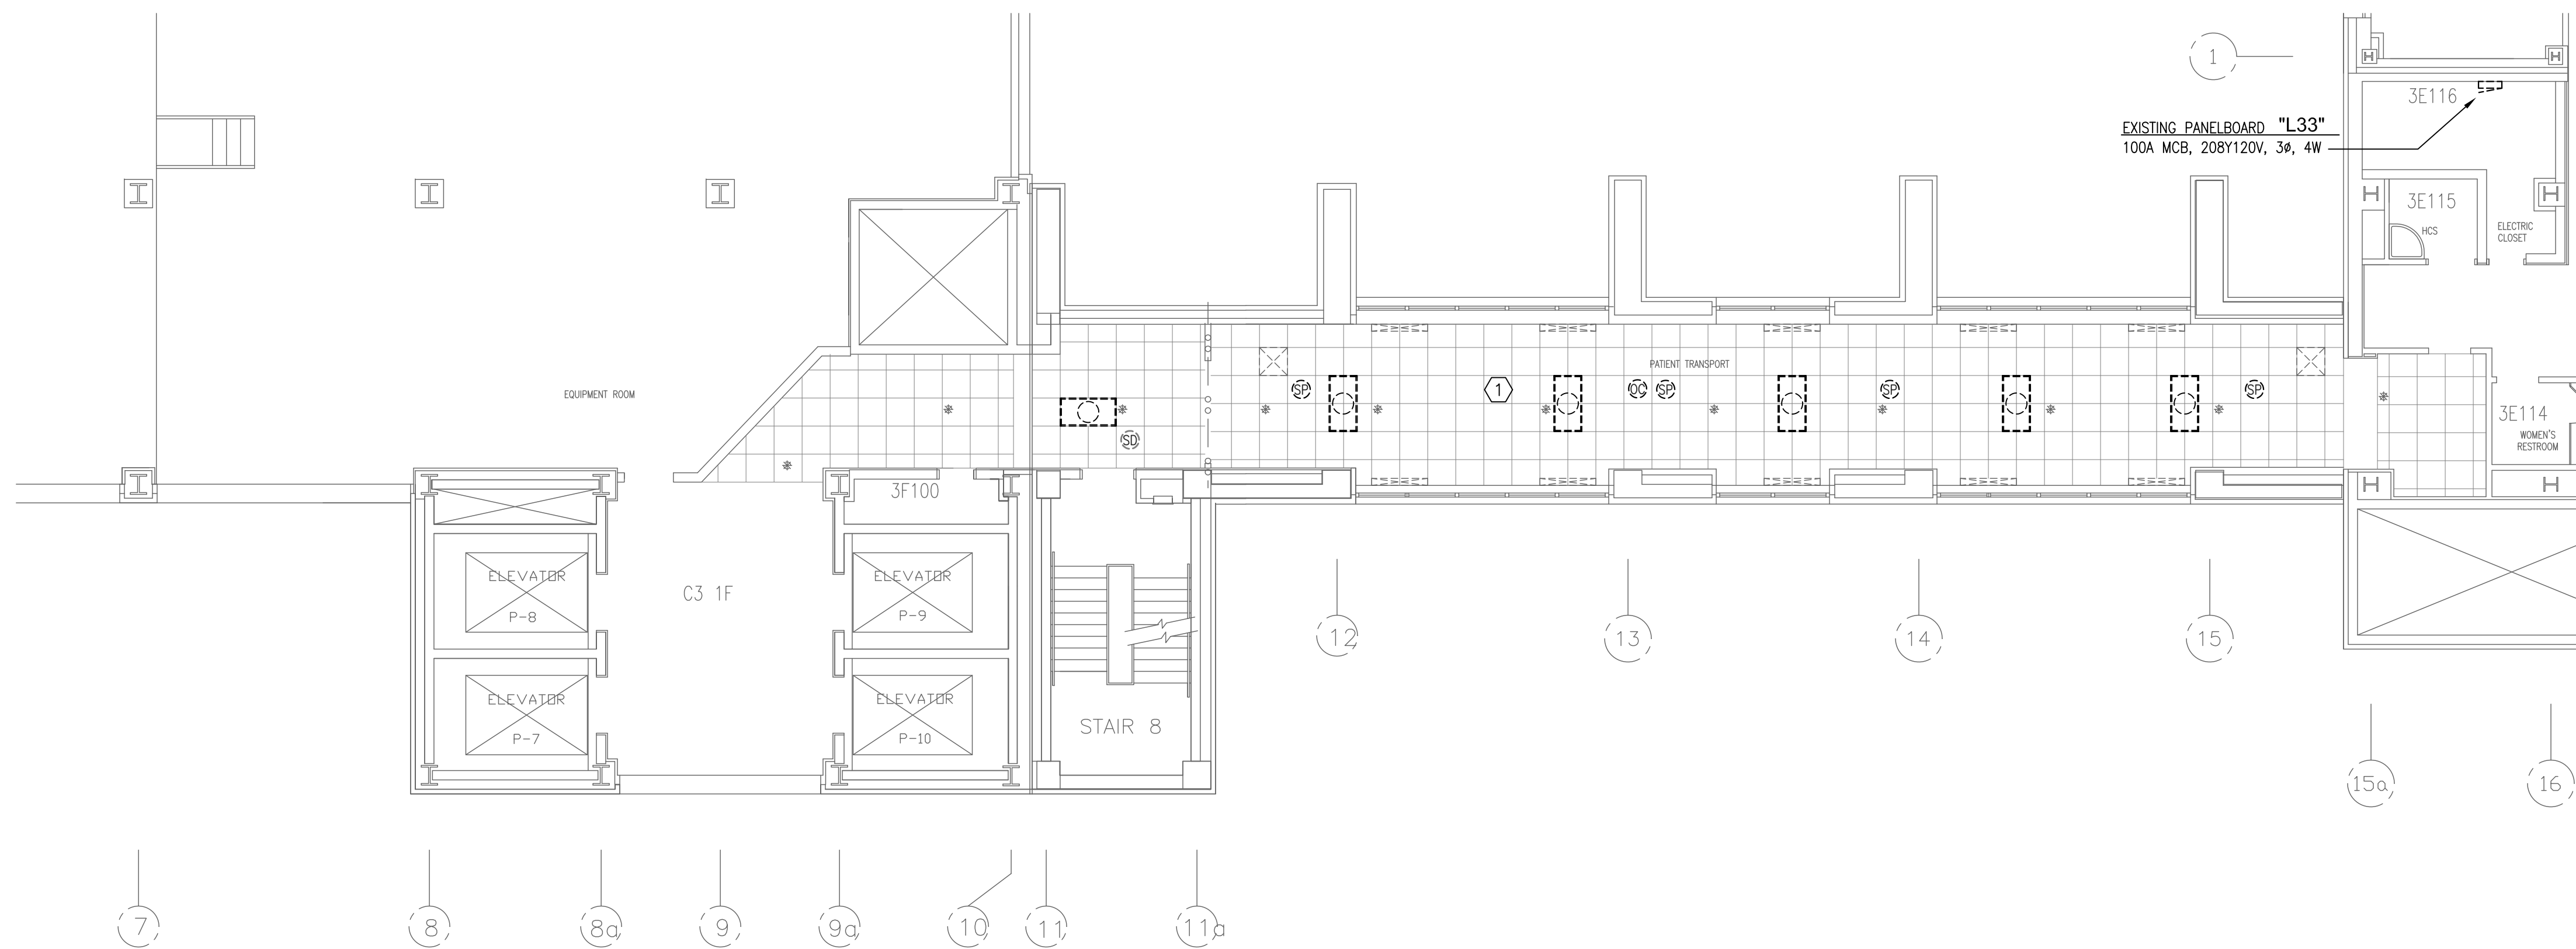 1
3E116
EXISTING PANELBOARD "L33"
100A MCB, 208Y120V, 3ø, 4W
3E115
HCS
ELECTRIC
CLOSET
PATIENT TRANSPORT
EQUIPMENT ROOM
SP
1
OC
SP
SP
SP
SD
3E114
WOMEN'S
RESTROOM
3F100
ELEVATOR
P-8
ELEVATOR
P-9
C3 1F
12
13
14
15
ELEVATOR
P-7
ELEVATOR
P-10
STAIR 8
15a
16
7
8
8a
9
9a
10
11
11a